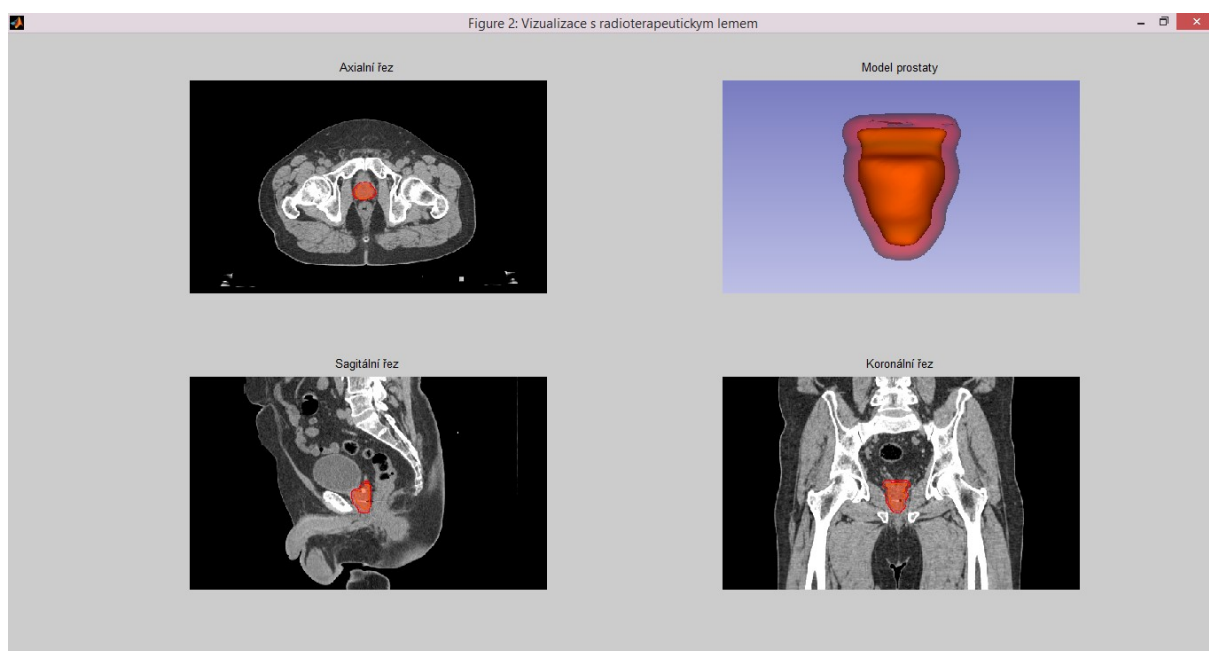 Figure 2: Vizualizace s radioterapeutickym lemem
Axialní řez
Model prostaty
Sagitální řez
Koronální řez